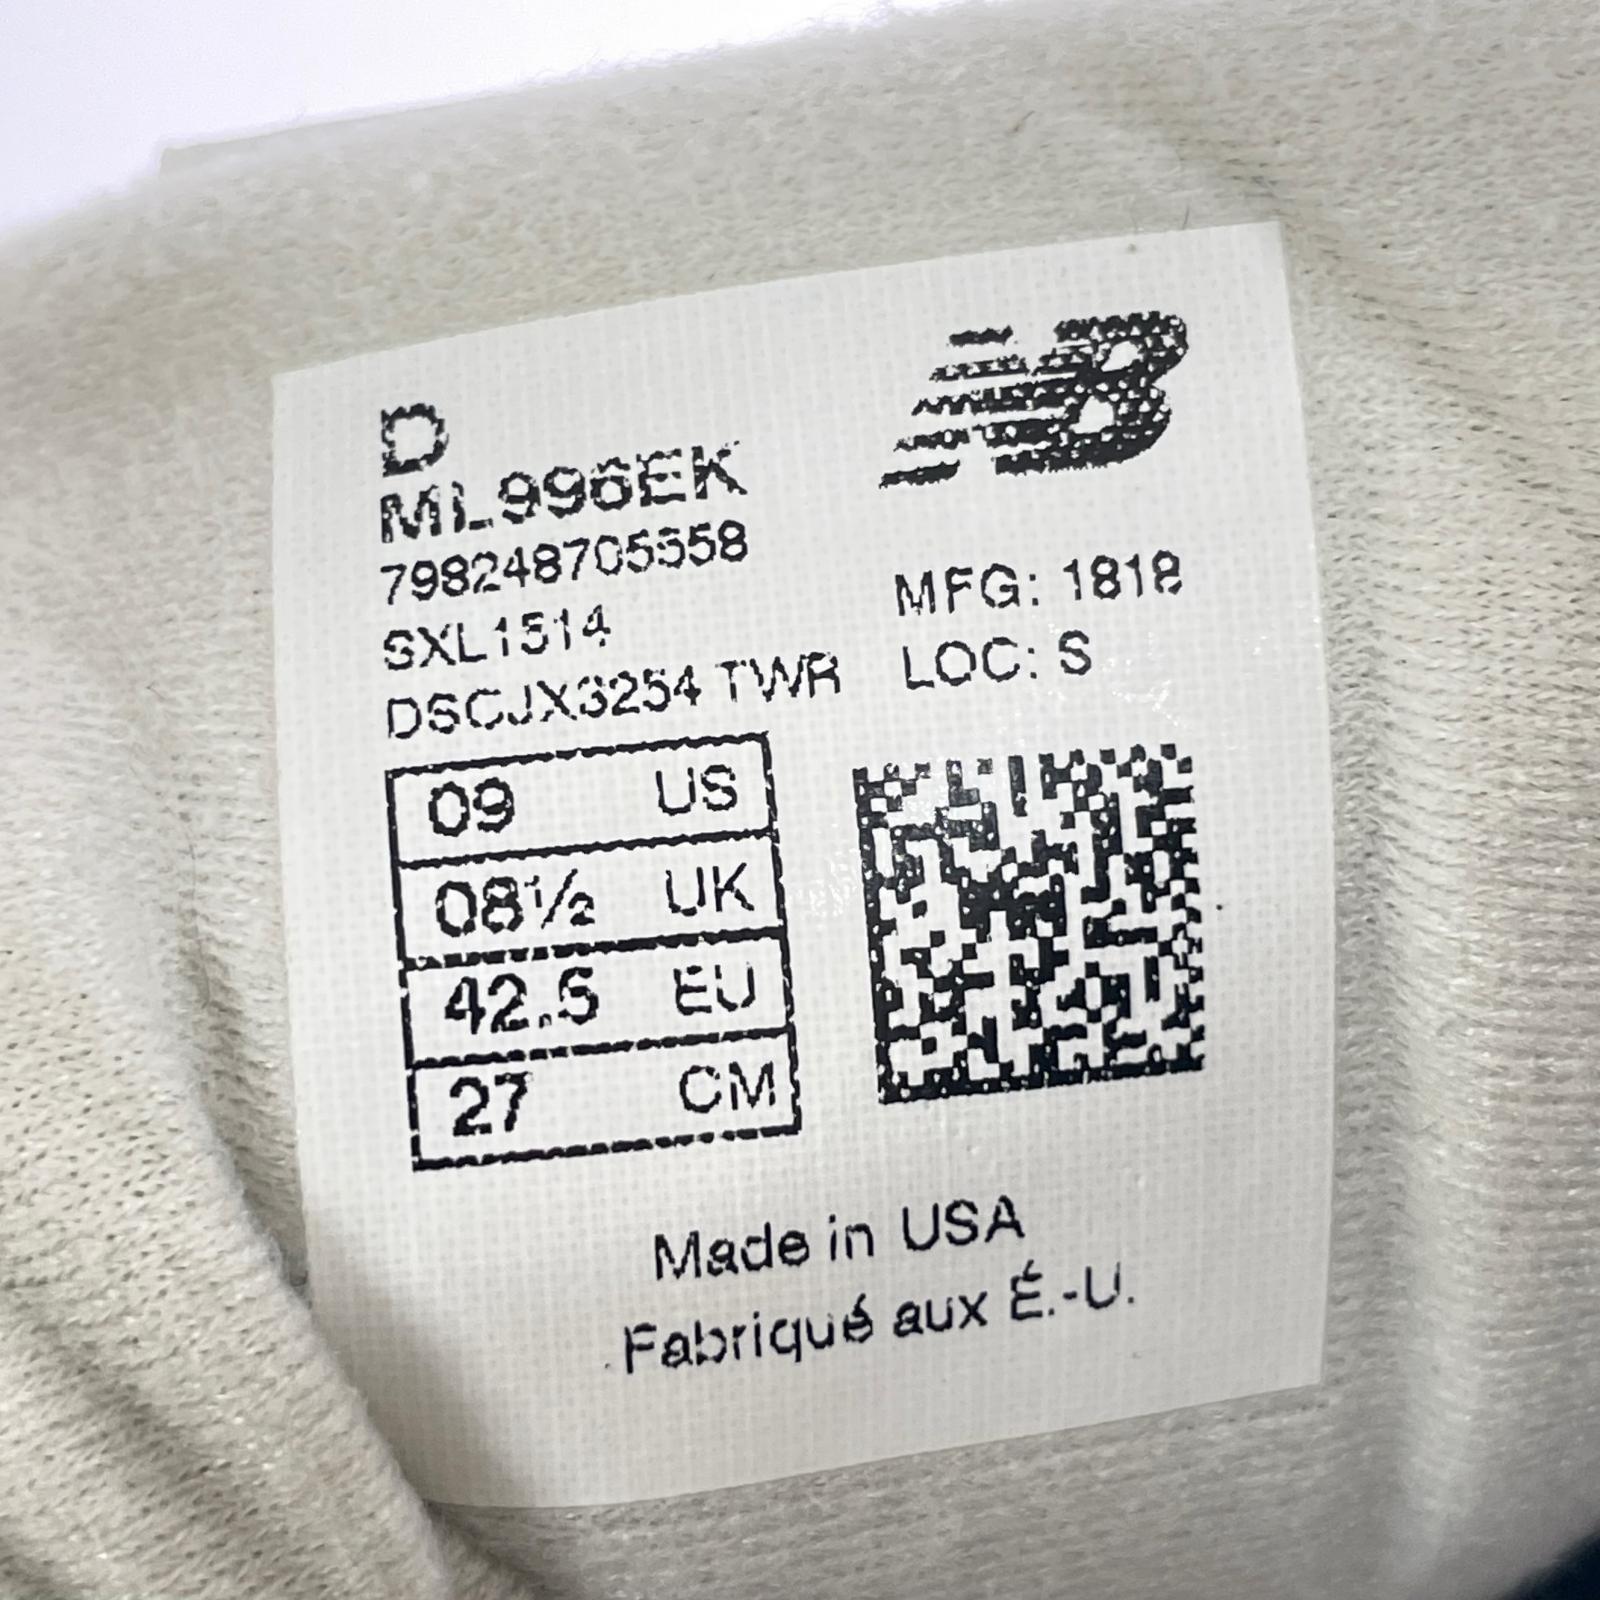 D
NB
ML996EK
798248705558
SXL1514
DSCJX3254 TWR
MFG: 1818
LOC: S
09 US
08½ UK
42.5 EU
27 CM
Made in USA
Fabriqué aux É.-U.